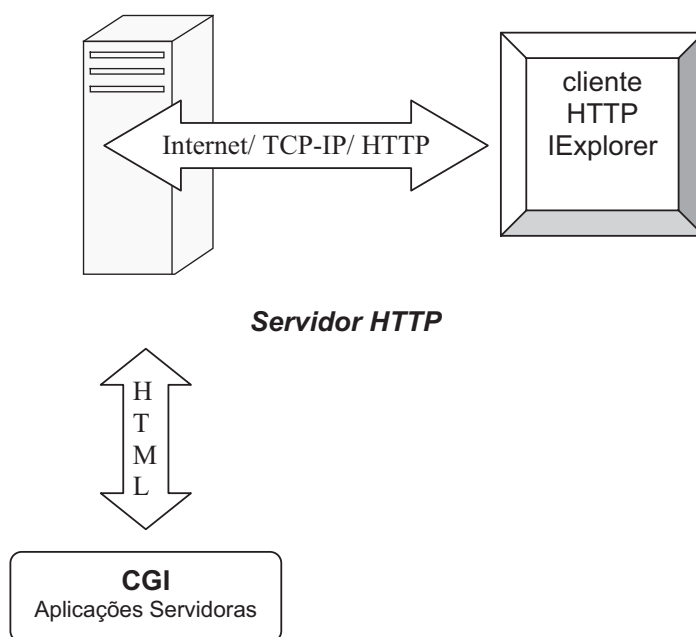 cliente
HTTP
IExplorer
Internet/ TCP-IP/ HTTP
Servidor HTTP
H
T
M
L
CGI
Aplicações Servidoras